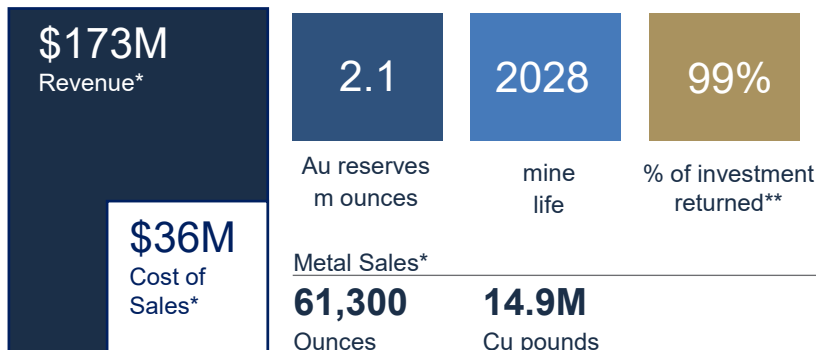 $173M
Revenue*
$36M
Cost of
Sales*
2.1
Au reserves
m ounces
2028
mine
life
99%
% of investment
returned**
Metal Sales*
61,300
Ounces
14.9M
Cu pounds